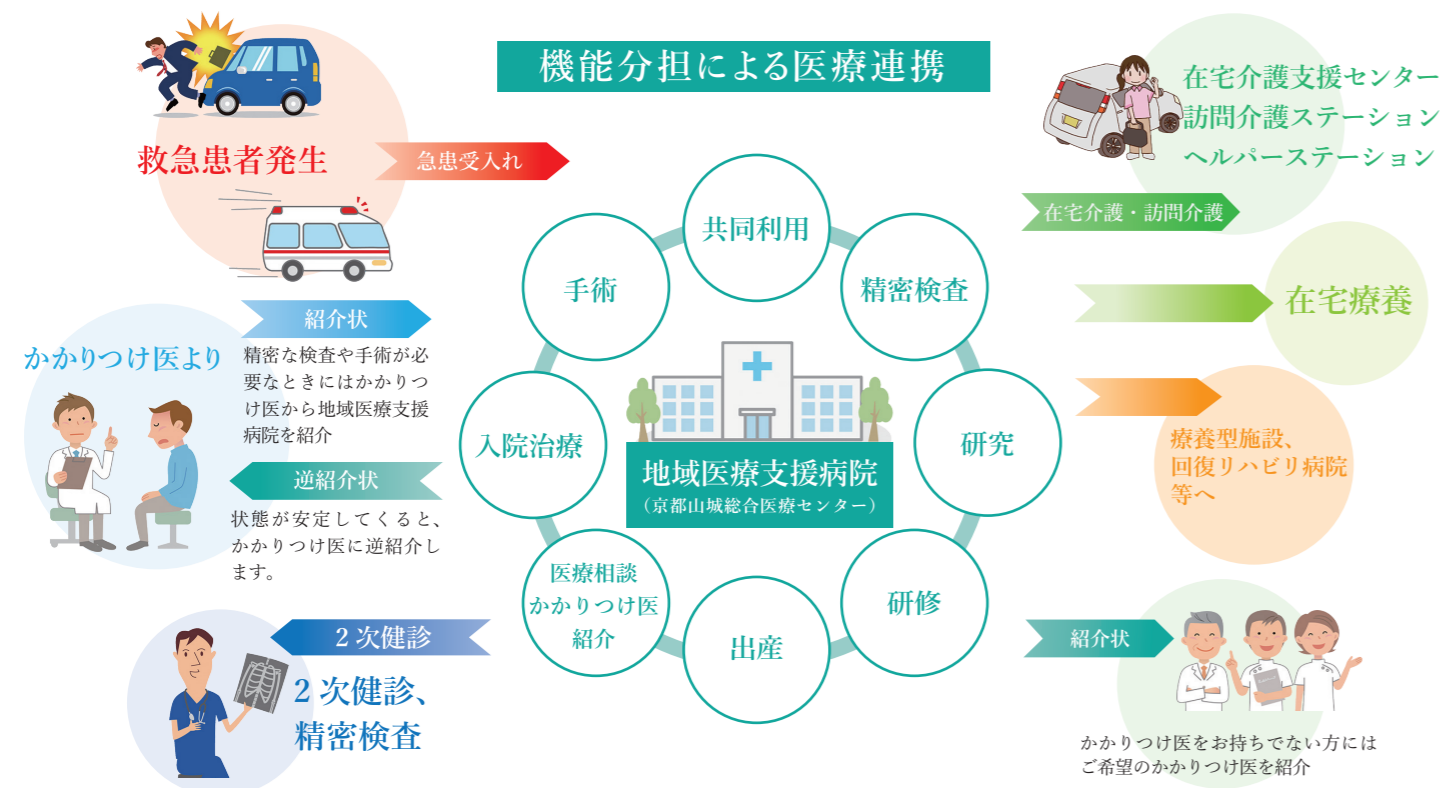 機能分担による医療連携
救急患者発生
急患受入れ
紹介状
かかりつけ医より
精密な検査や手術が必
要なときにはかかりつ
け医から地域医療支援
病院を紹介
逆紹介状
状態が安定してくると、
かかりつけ医に逆紹介し
ます。
2 次健診
2 次健診、
精密検査
共同利用
精密検査
研究
研修
出産
医療相談
かかりつけ医
紹介
入院治療
手術
地域医療支援病院
（京都山城総合医療センター）
在宅介護支援センター
訪問介護ステーション
ヘルパーステーション
在宅介護・訪問介護
在宅療養
療養型施設、
回復リハビリ病院
等へ
紹介状
かかりつけ医をお持ちでない方には
ご希望のかかりつけ医を紹介